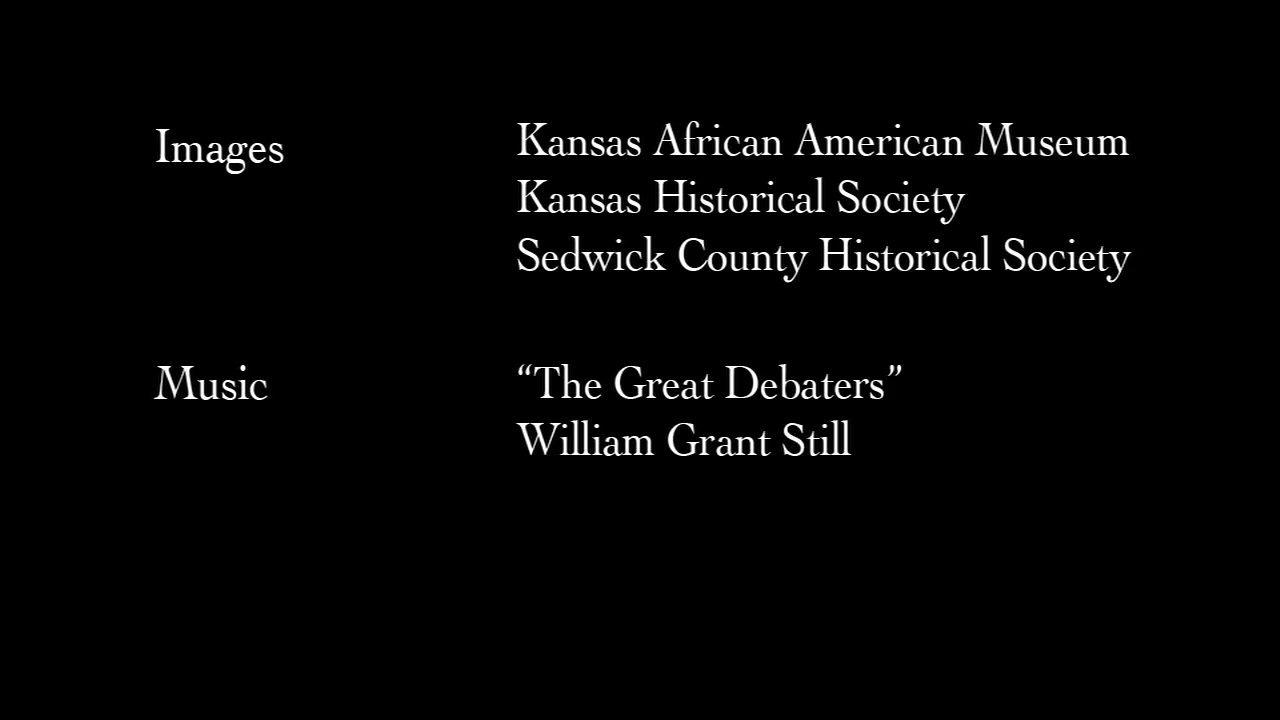 Images
Kansas African American Museum
Kansas Historical Society
Sedwick County Historical Society
Music
“The Great Debaters”
William Grant Still